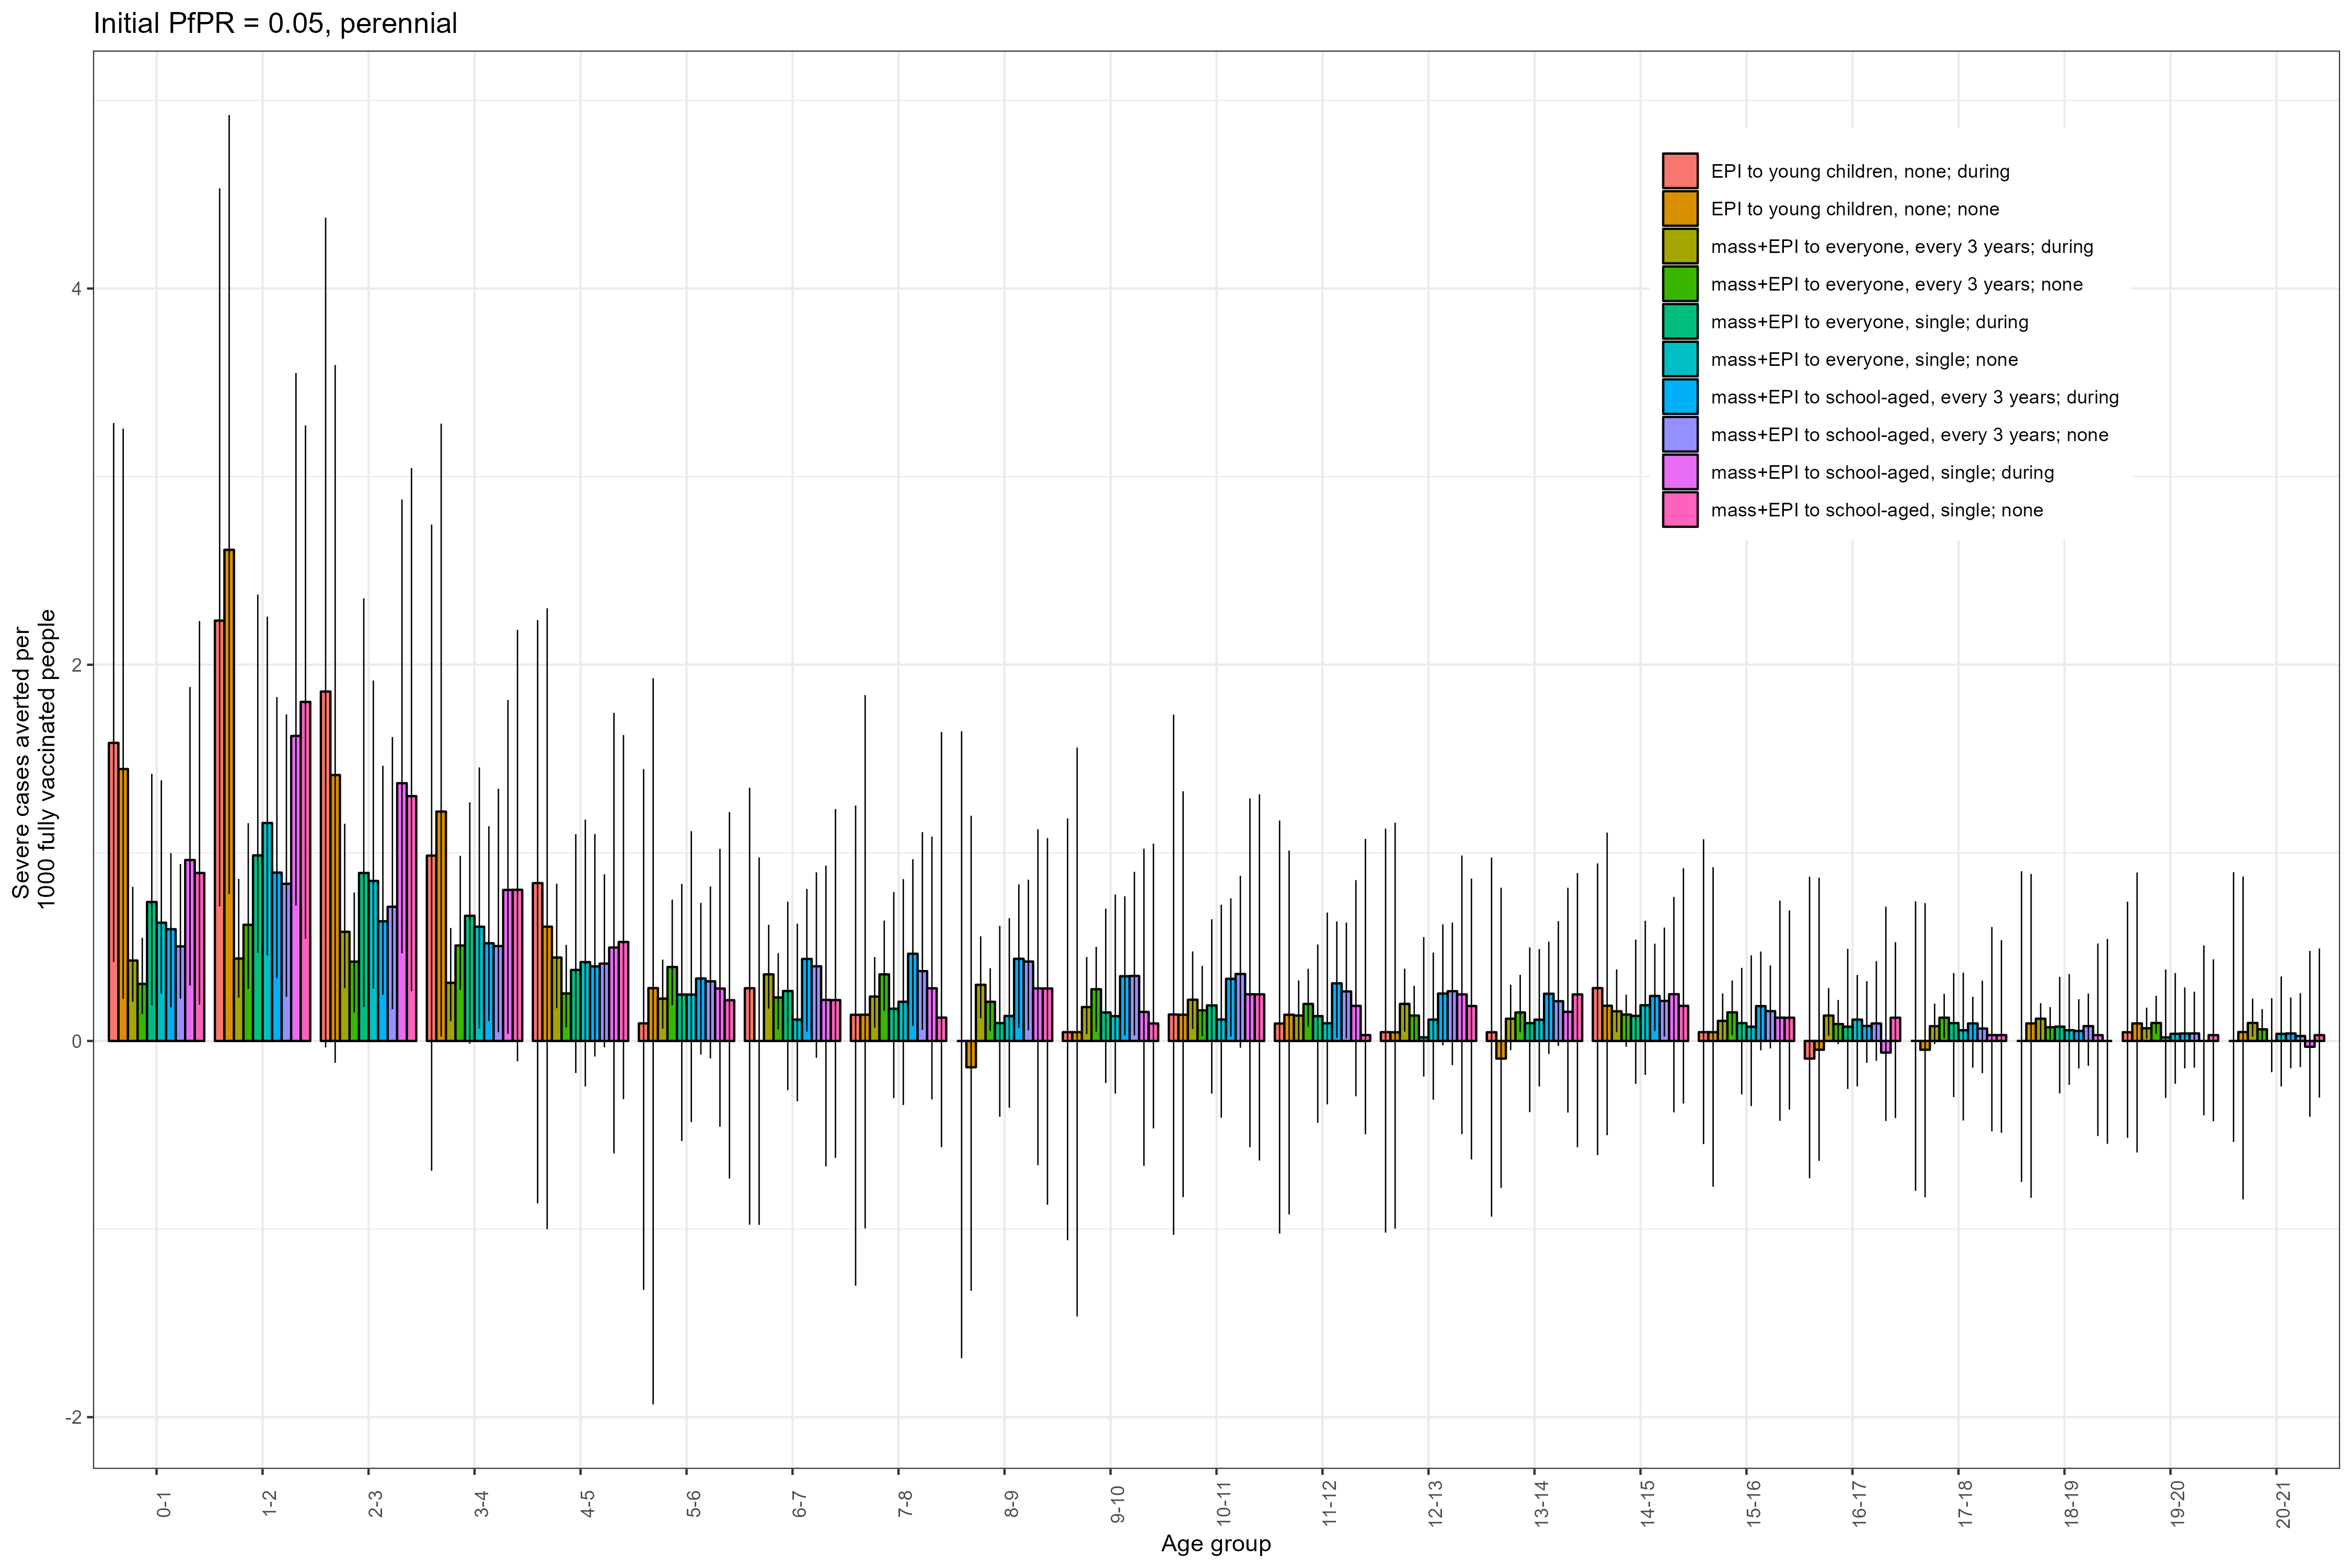 Initial PfPR = 0.05, perennial
Severe cases averted per
1000 fully vaccinated people
4
2
0
-2
EPI to young children, none; during
EPI to young children, none; none
mass+EPI to everyone, every 3 years; during
mass+EPI to everyone, every 3 years; none
mass+EPI to everyone, single; during
mass+EPI to everyone, single; none
mass+EPI to school-aged, every 3 years; during
mass+EPI to school-aged, every 3 years; none
mass+EPI to school-aged, single; during
mass+EPI to school-aged, single; none
0-1
1-2
2-3
3-4
4-5
5-6
6-7
7-8
8-9
9-10
10-11
11-12
12-13
13-14
14-15
15-16
16-17
17-18
18-19
19-20
20-21
Age group